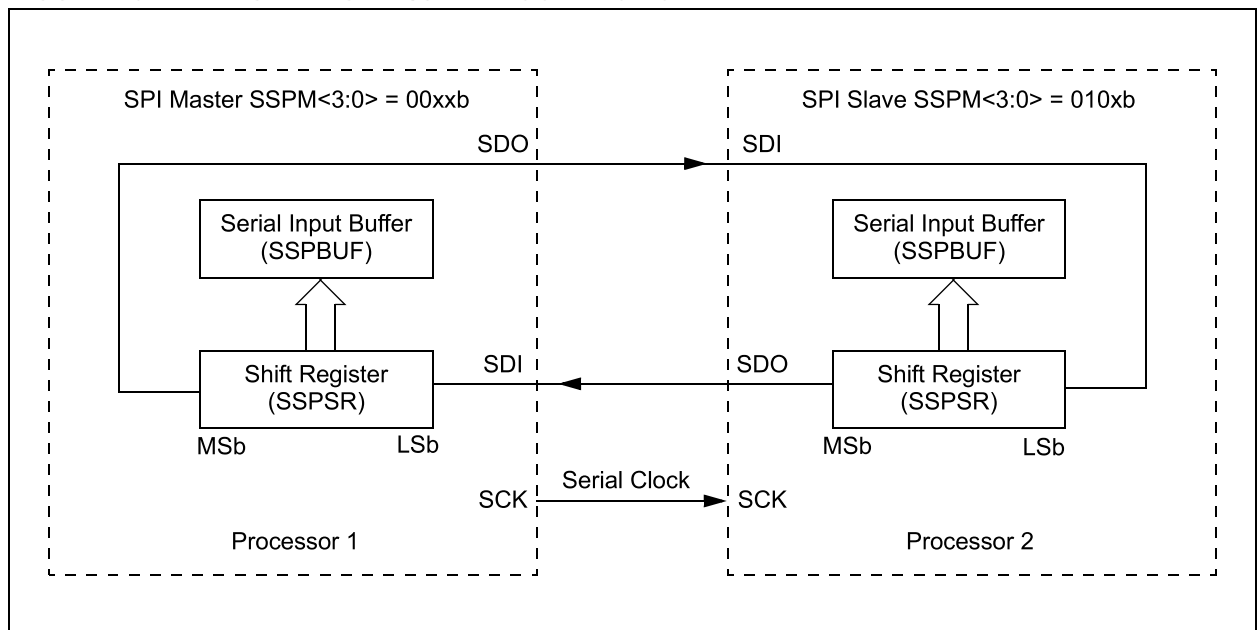 SPI Master SSPM<3:0> = 00xxb
SPI Slave SSPM<3:0> = 010xb
SDO
SDI
Serial Input Buffer
(SSPBUF)
Serial Input Buffer
(SSPBUF)
SDI
SDO
Shift Register
(SSPSR)
Shift Register
(SSPSR)
MSb
LSb
MSb
LSb
Serial Clock
SCK
SCK
Processor 1
Processor 2